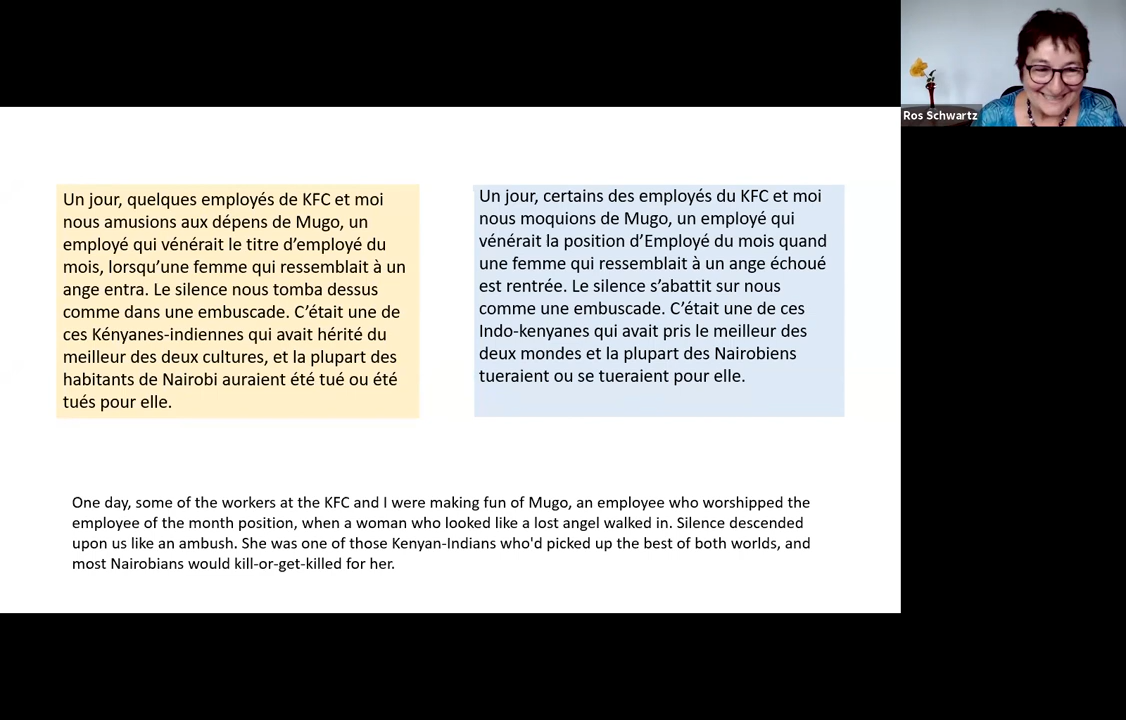 Ros Schwartz
Un jour, quelques employés de KFC et moi
nous amusions aux dépens de Mugo, un
employé qui vénérait le titre d’employé du
mois, lorsqu’une femme qui ressemblait à un
ange entra. Le silence nous tomba dessus
comme dans une embuscade. C’était une de
ces Kényanes-indiennes qui avait hérité du
meilleur des deux cultures, et la plupart des
habitants de Nairobi auraient été tué ou été
tués pour elle.
Un jour, certains des employés du KFC et moi
nous moquions de Mugo, un employé qui
vénérait la position d’Employé du mois quand
une femme qui ressemblait à un ange échoué
est rentrée. Le silence s’abattit sur nous
comme une embuscade. C’était une de ces
Indo-kenyanes qui avait pris le meilleur des
deux mondes et la plupart des Nairobiens
tueraient ou se tueraient pour elle.
One day, some of the workers at the KFC and I were making fun of Mugo, an employee who worshipped the
employee of the month position, when a woman who looked like a lost angel walked in. Silence descended
upon us like an ambush. She was one of those Kenyan-Indians who'd picked up the best of both worlds, and
most Nairobians would kill-or-get-killed for her.